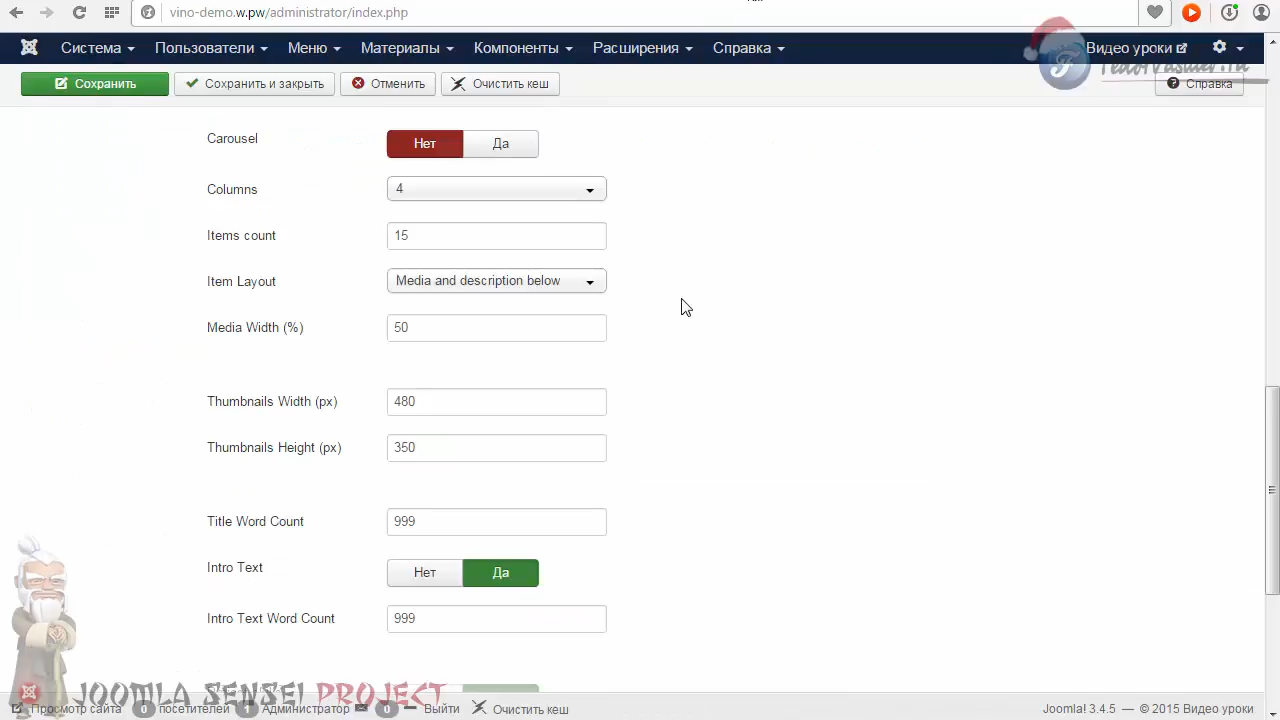 vino-demo.w.pw/administrator/index.php
Система Пользователи Меню Материалы Компоненты Расширения Справка Видео уроки
Сохранить Сохранить и закрыть Отменить Очистить кеш Справка
Carousel Нет Да
Columns 4
Items count 15
Item Layout Media and description below
Media Width (%) 50
Thumbnails Width (px) 480
Thumbnails Height (px) 350
Title Word Count 999
Intro Text Нет Да
Intro Text Word Count 999
JOOMLA SENSEI PROJECT
Просмотр сайта 0 посетителей 1 Администратор 0 Выйти Очистить кеш Joomla! 3.4.5 — © 2015 Видео уроки